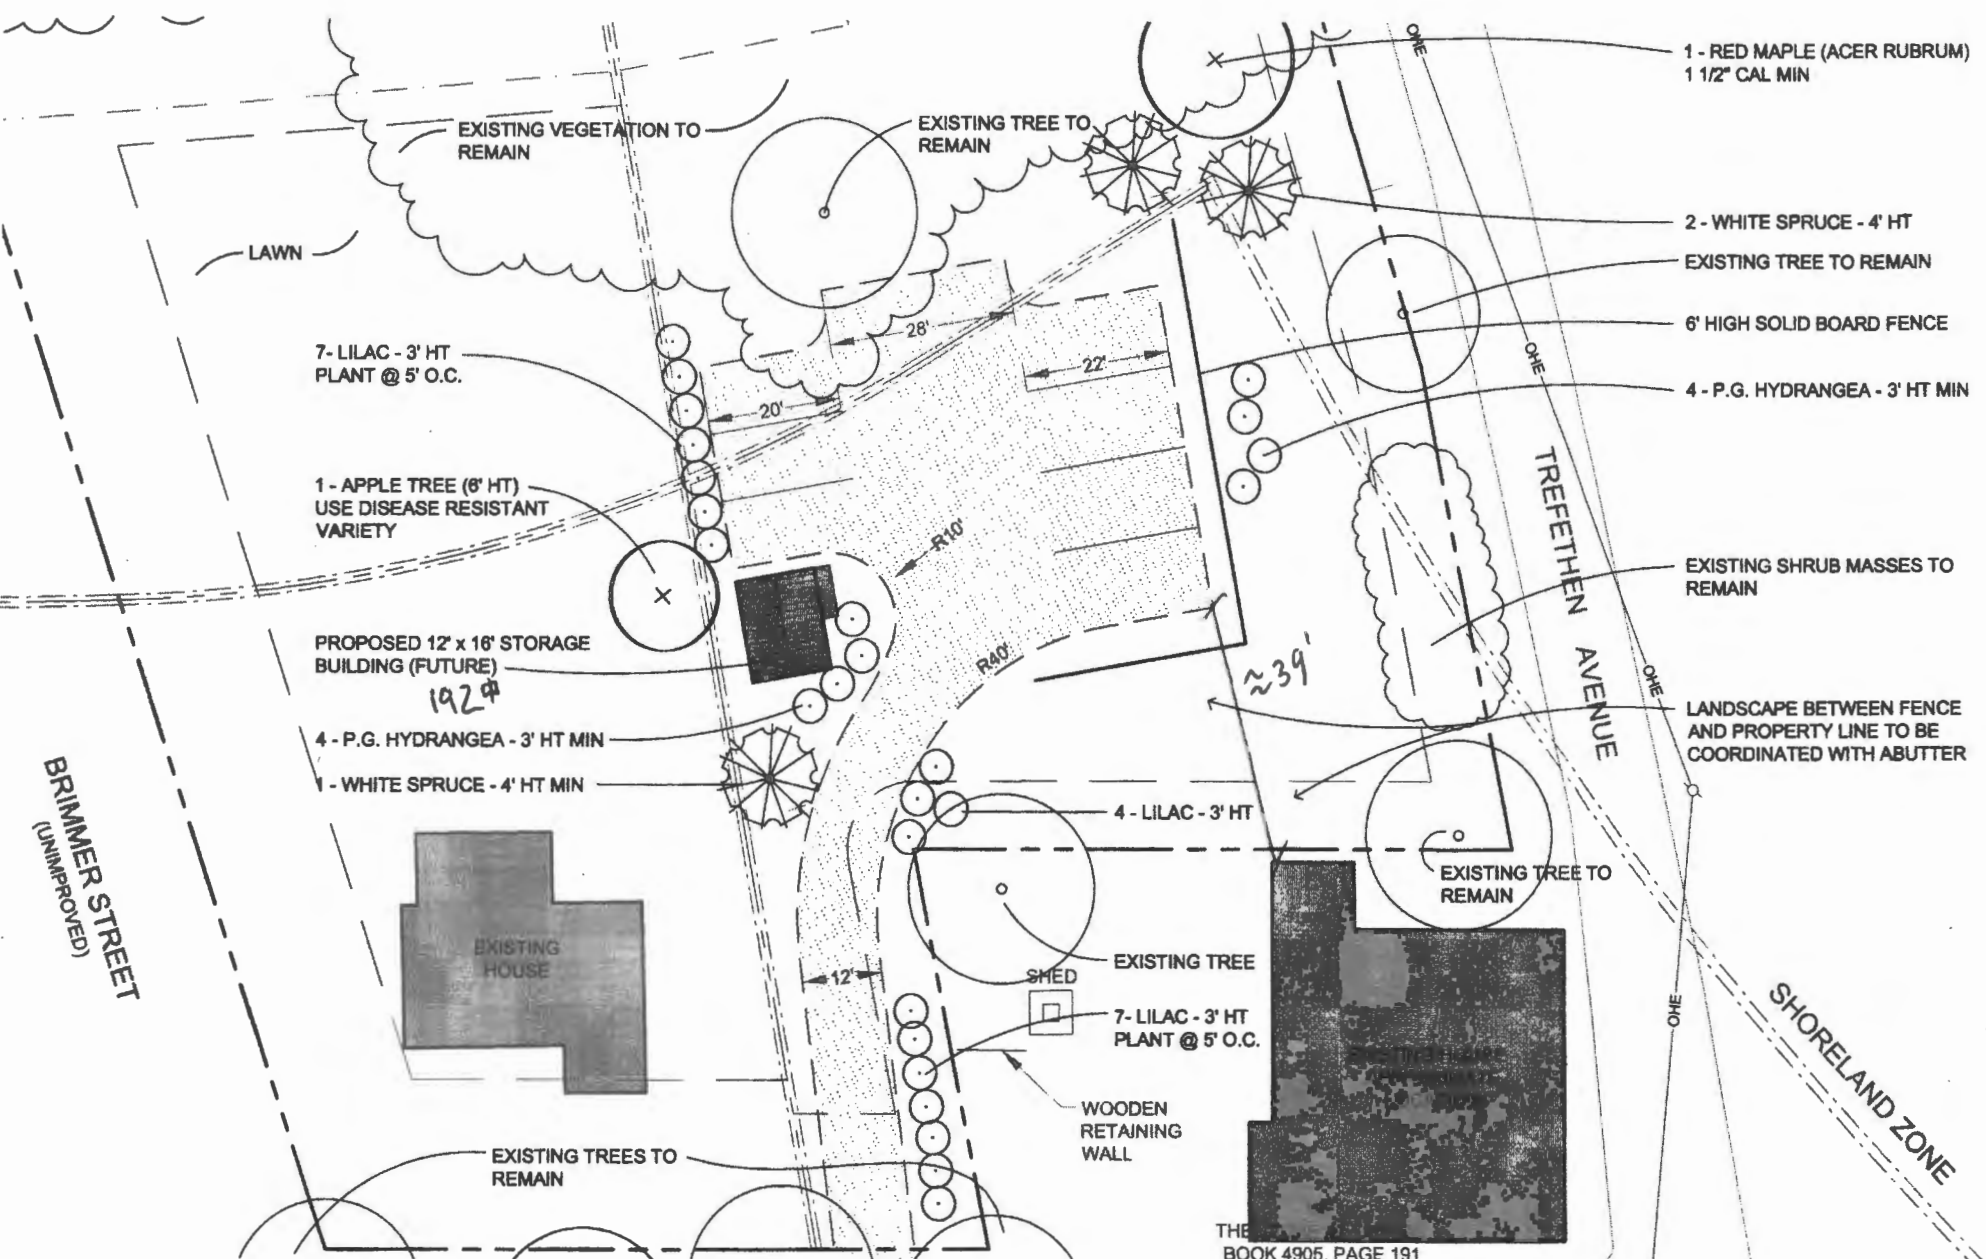 OHE
1 - RED MAPLE (ACER RUBRUM)
1 1/2" CAL MIN
EXISTING VEGETATION TO
REMAIN
EXISTING TREE TO
REMAIN
2 - WHITE SPRUCE - 4' HT
LAWN
EXISTING TREE TO REMAIN
28'
6' HIGH SOLID BOARD FENCE
OHE
7- LILAC - 3' HT
PLANT @ 5' O.C.
22'
20'
4 - P.G. HYDRANGEA - 3' HT MIN
1 - APPLE TREE (6' HT)
USE DISEASE RESISTANT
VARIETY
R10'
TREFETHEN AVENUE
EXISTING SHRUB MASSES TO
REMAIN
PROPOSED 12' x 16' STORAGE
BUILDING (FUTURE)
192
R40'
≈39'
OHE
LANDSCAPE BETWEEN FENCE
AND PROPERTY LINE TO BE
COORDINATED WITH ABUTTER
4 - P.G. HYDRANGEA - 3' HT MIN
1 - WHITE SPRUCE - 4' HT MIN
BRIMMER STREET
(UNIMPROVED)
4 - LILAC - 3' HT
EXISTING TREE TO
REMAIN
EXISTING
HOUSE
12'
EXISTING TREE
SHED
7- LILAC - 3' HT
PLANT @ 5' O.C.
OHE
SHORELAND ZONE
WOODEN
RETAINING
WALL
EXISTING TREES TO
REMAIN
THE
BOOK 4905, PAGE 191